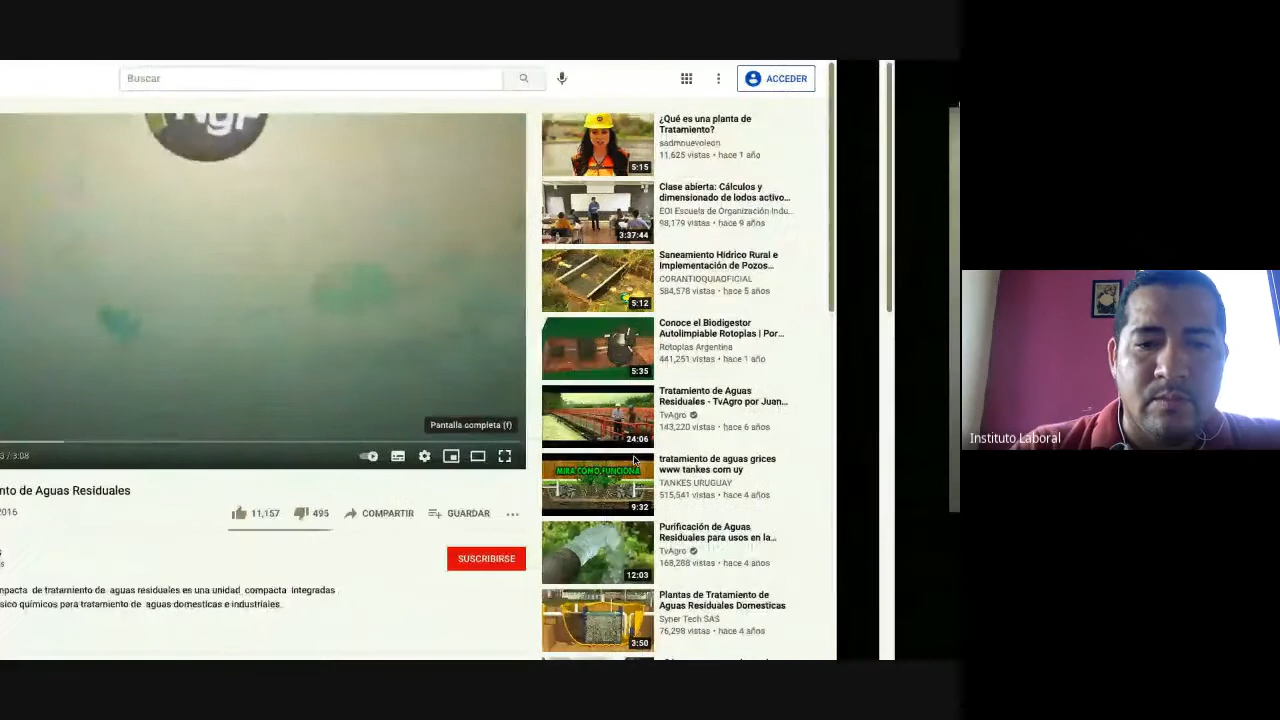 Buscar
ACCEDER
Pantalla completa (f)
/ 3:08
nto de Aguas Residuales
2016
11,157
495
COMPARTIR
GUARDAR
SUSCRIBIRSE
mpacta de tratamiento de aguas residuales es una unidad compacta integradas
sico químicos para tratamiento de aguas domesticas e industriales.
5:15
¿Qué es una planta de
Tratamiento?
sadmnuevoleon
11,625 vistas • hace 1 año
3:37:44
Clase abierta: Cálculos y
dimensionado de lodos activo...
EOI Escuela de Organización Indu...
98,179 vistas • hace 9 años
5:12
Saneamiento Hídrico Rural e
Implementación de Pozos...
CORANTIOQUIAOFICIAL
584,578 vistas • hace 5 años
5:35
Conoce el Biodigestor
Autolimpiable Rotoplas | Por...
Rotoplas Argentina
441,251 vistas • hace 1 año
24:06
Tratamiento de Aguas
Residuales - TvAgro por Juan...
TvAgro
143,220 vistas • hace 6 años
MIRA COMO FUNCIONA
9:32
tratamiento de aguas grices
www tankes com uy
TANKES URUGUAY
515,541 vistas • hace 4 años
12:03
Purificación de Aguas
Residuales para usos en la...
TvAgro
168,288 vistas • hace 4 años
3:50
Plantas de Tratamiento de
Aguas Residuales Domesticas
Syner Tech SAS
76,298 vistas • hace 4 años
Instituto Laboral